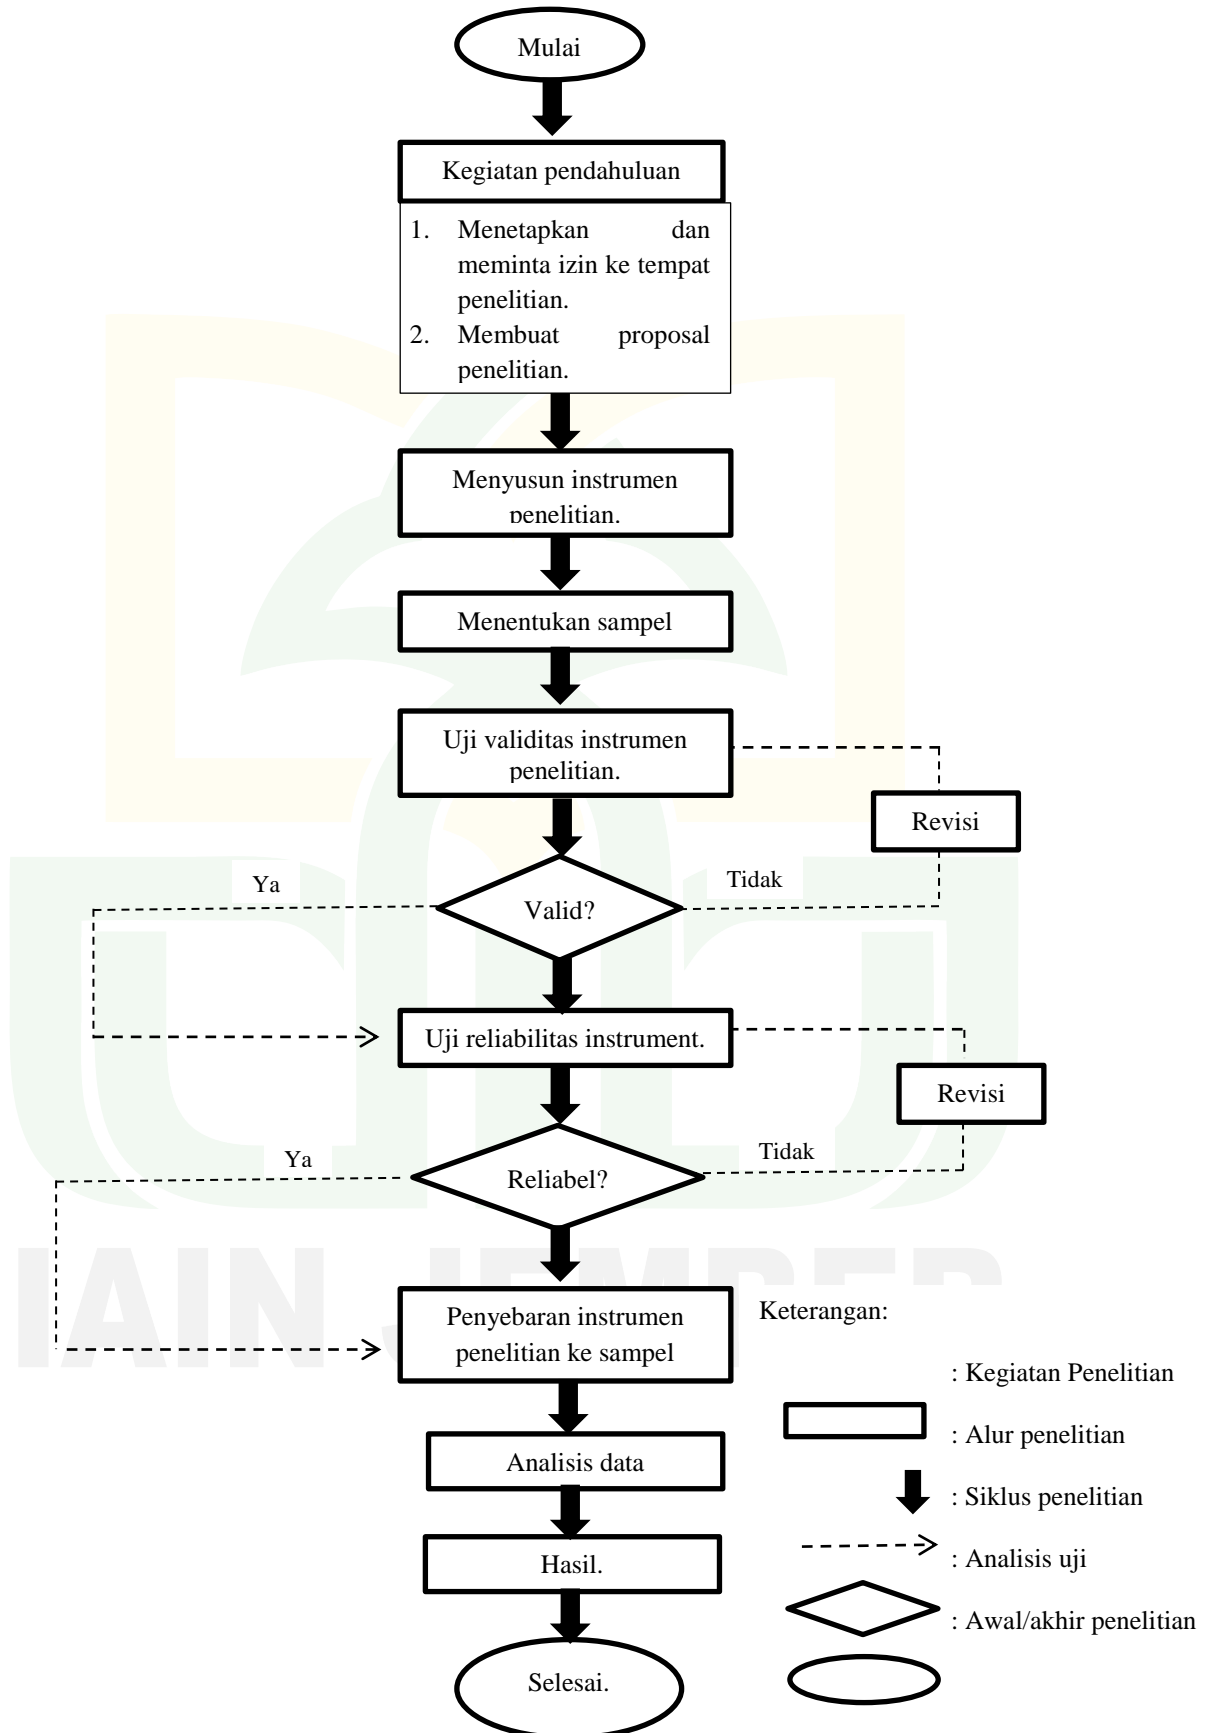 Mulai
Kegiatan pendahuluan
1. Menetapkan dan
meminta izin ke tempat
penelitian.
2. Membuat proposal
penelitian.
Menyusun instrumen
penelitian.
Menentukan sampel
Uji validitas instrumen
penelitian.
Revisi
Ya
Tidak
Valid?
Uji reliabilitas instrument.
Revisi
Ya
Tidak
Reliabel?
IAIN JEMBER
Penyebaran instrumen
penelitian ke sampel
Keterangan:
: Kegiatan Penelitian
: Alur penelitian
: Siklus penelitian
: Analisis uji
: Awal/akhir penelitian
Analisis data
Hasil.
Selesai.